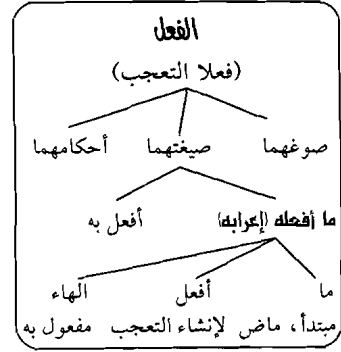 الفعل
(فعلا التعجب)
صوغهما صيغتهما أحكامهما
ما أفعله (إعرابه) أفعل به
ما أفعل الهاء
مبتدأ، ماض لإنشاء التعجب مفعول به